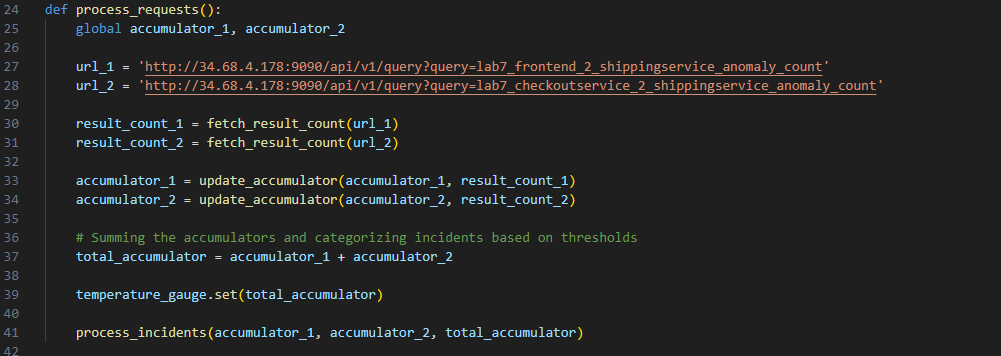 24 def process_requests():
25     global accumulator_1, accumulator_2
26
27     url_1 = 'http://34.68.4.178:9090/api/v1/query?query=lab7_frontend_2_shippingservice_anomaly_count'
28     url_2 = 'http://34.68.4.178:9090/api/v1/query?query=lab7_checkoutservice_2_shippingservice_anomaly_count'
29
30     result_count_1 = fetch_result_count(url_1)
31     result_count_2 = fetch_result_count(url_2)
32
33     accumulator_1 = update_accumulator(accumulator_1, result_count_1)
34     accumulator_2 = update_accumulator(accumulator_2, result_count_2)
35
36     # Summing the accumulators and categorizing incidents based on thresholds
37     total_accumulator = accumulator_1 + accumulator_2
38
39     temperature_gauge.set(total_accumulator)
40
41     process_incidents(accumulator_1, accumulator_2, total_accumulator)
42